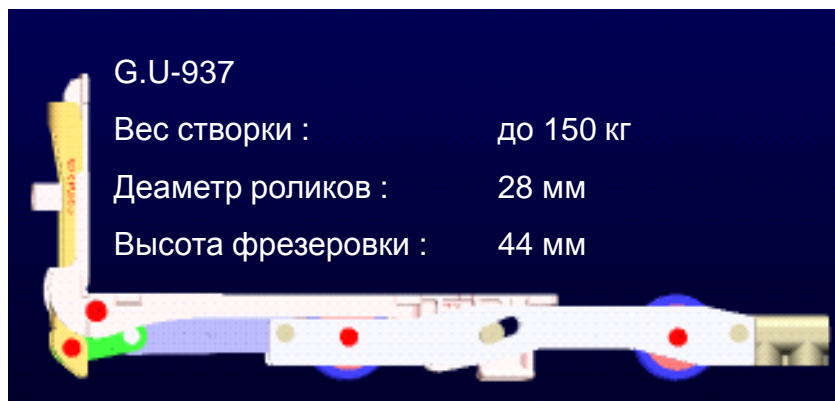 G.U-937
Вес створки : до 150 кг
Деаметр роликов : 28 мм
Высота фрезеровки : 44 мм